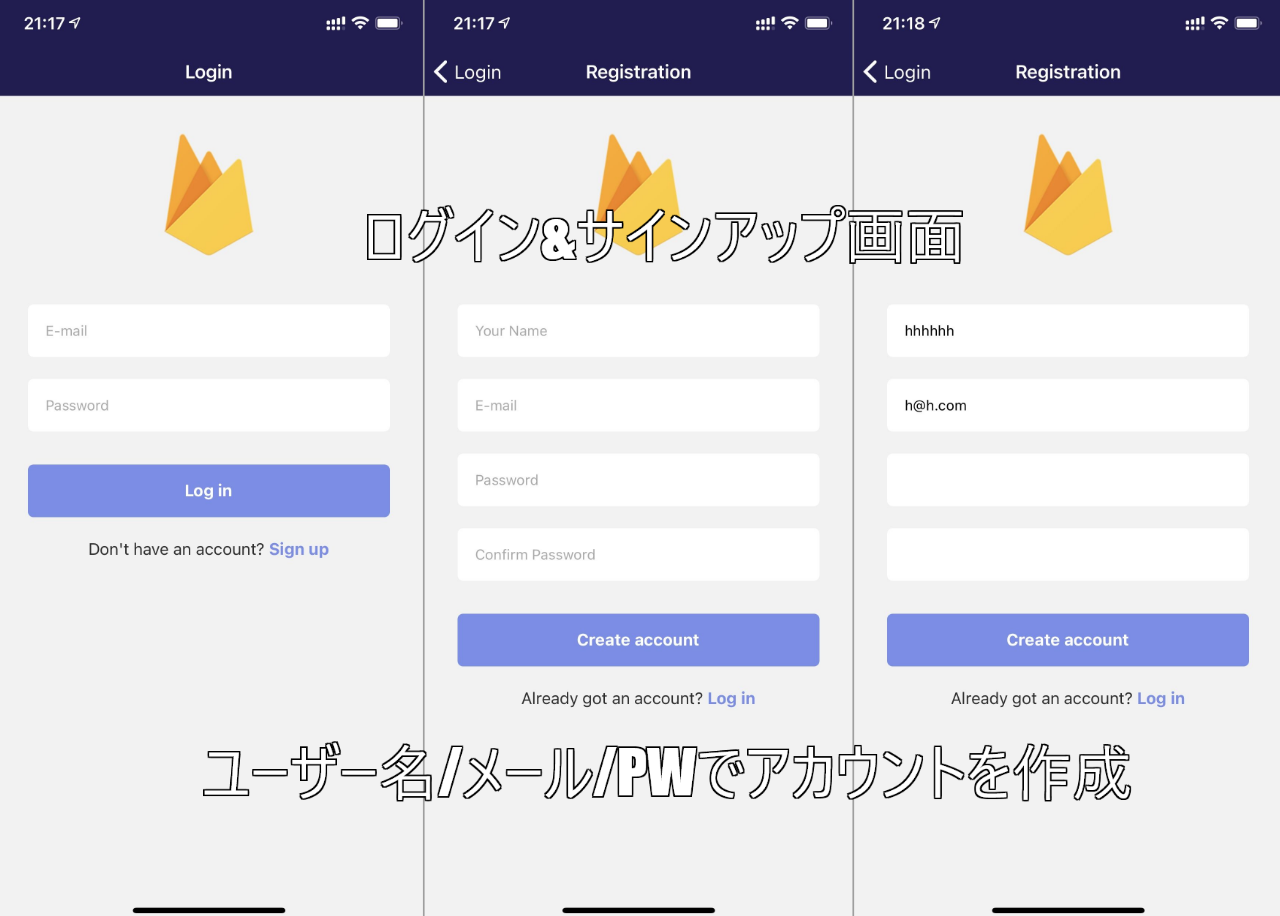 21:17
Login
E-mail
Password
Log in
Don't have an account? Sign up
21:17
Login
Registration
Your Name
E-mail
Password
Confirm Password
Create account
Already got an account? Log in
21:18
Login
Registration
hhhhhh
h@h.com
Create account
Already got an account? Log in
ログイン&サインアップ画面
ユーザー名/メール/PWでアカウントを作成